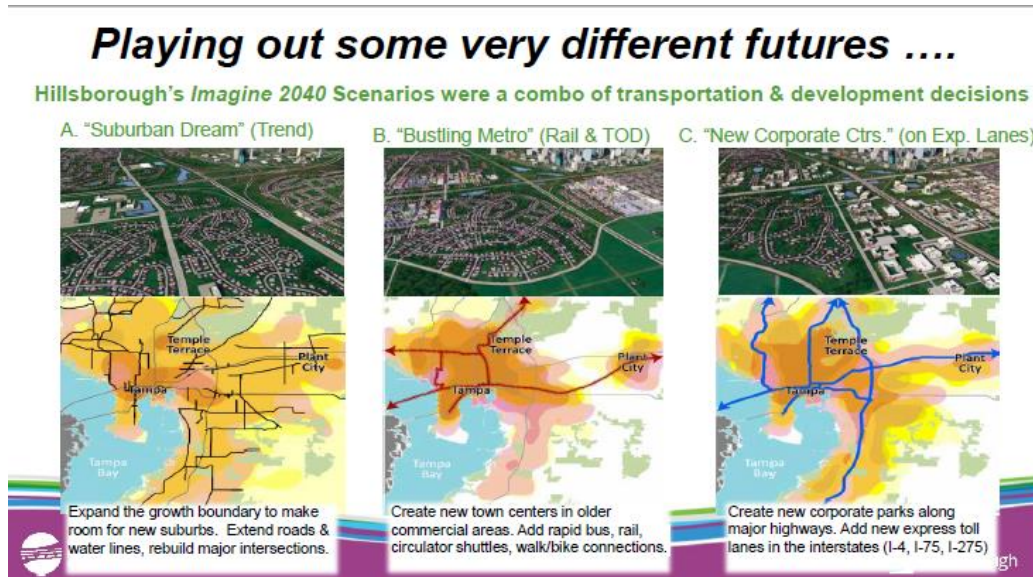 Playing out some very different futures ….
Hillsborough's Imagine 2040 Scenarios were a combo of transportation & development decisions
A. "Suburban Dream" (Trend)
B. "Bustling Metro" (Rail & TOD)
C. "New Corporate Ctrs." (on Exp. Lanes)
Temple
Terrace
Plant
City
Tampa
Tampa
Bay
Temple
Terrace
Plant
City
Tampa
Tampa
Bay
Temple
Terrace
Plant
City
Tampa
Tampa
Bay
Expand the growth boundary to make
room for new suburbs. Extend roads &
water lines, rebuild major intersections.
Create new town centers in older
commercial areas. Add rapid bus, rail,
circulator shuttles, walk/bike connections.
Create new corporate parks along
major highways. Add new express toll
lanes in the interstates (I-4, I-75, I-275)